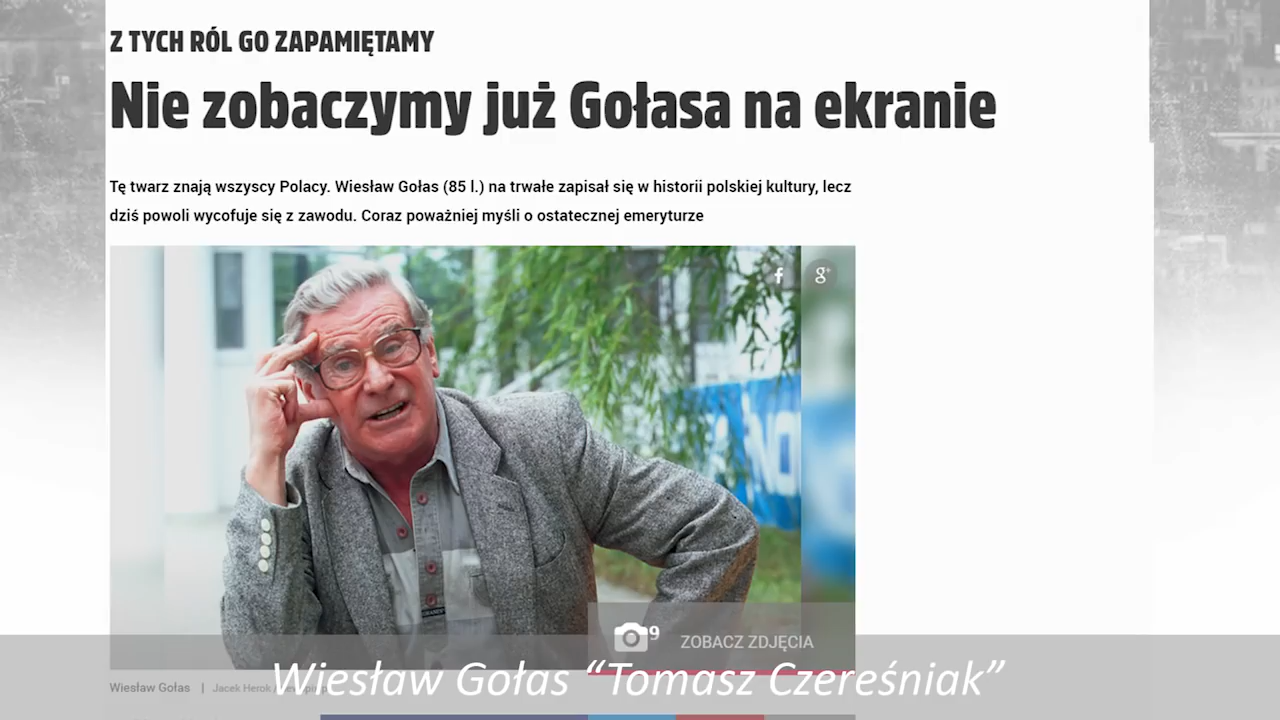 Z TYCH RÓL GO ZAPAMIĘTAMY
Nie zobaczymy już Gołasa na ekranie
Tę twarz znają wszyscy Polacy. Wiesław Gołas (85 l.) na trwałe zapisał się w historii polskiej kultury, lecz
dziś powoli wycofuje się z zawodu. Coraz poważniej myśli o ostatecznej emeryturze
f g+
9 ZOBACZ ZDJĘCIA
Wiesław Gołas “Tomasz Czereśniak”
Wiesław Gołas | Jacek Herok /